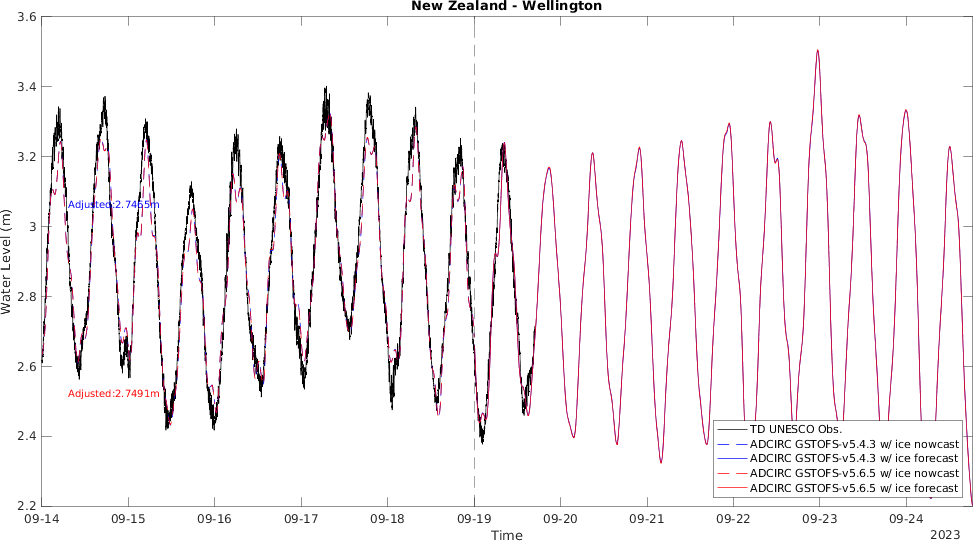 New Zealand - Wellington
3.6
3.4
3.2
3
2.8
2.6
2.4
2.2
Water Level (m)
Adjusted:2.7465m
Adjusted:2.7491m
TD UNESCO Obs.
ADCIRC GSTOFS-v5.4.3 w/ ice nowcast
ADCIRC GSTOFS-v5.4.3 w/ ice forecast
ADCIRC GSTOFS-v5.6.5 w/ ice nowcast
ADCIRC GSTOFS-v5.6.5 w/ ice forecast
09-14 09-15 09-16 09-17 09-18 09-19 09-20 09-21 09-22 09-23 09-24
Time
2023